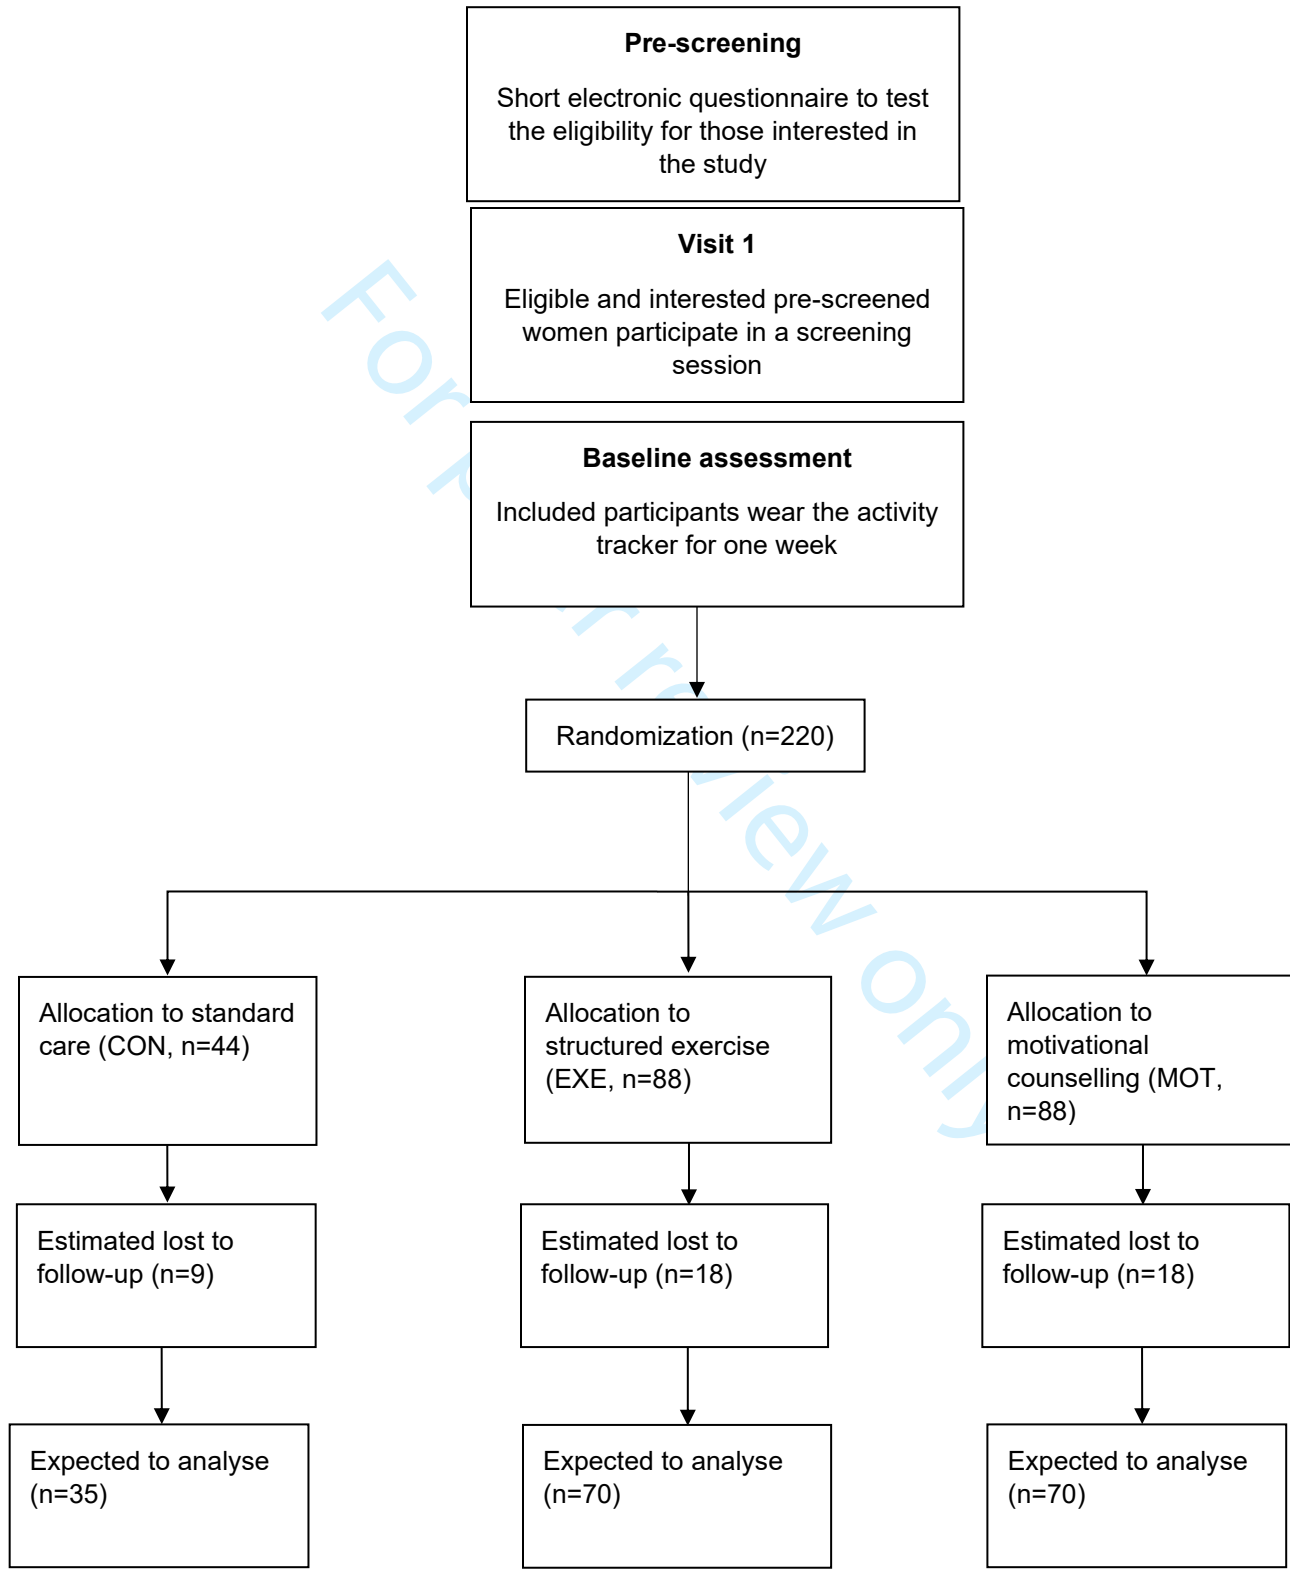 Pre-screening
Short electronic questionnaire to test
the eligibility for those interested in
the study
Visit 1
Eligible and interested pre-screened
women participate in a screening
session
Baseline assessment
Included participants wear the activity
tracker for one week
Randomization (n=220)
Allocation to standard
care (CON, n=44)
Allocation to
structured exercise
(EXE, n=88)
Allocation to
motivational
counselling (MOT,
n=88)
Estimated lost to
follow-up (n=9)
Estimated lost to
follow-up (n=18)
Estimated lost to
follow-up (n=18)
Expected to analyse
(n=35)
Expected to analyse
(n=70)
Expected to analyse
(n=70)
For peer review only